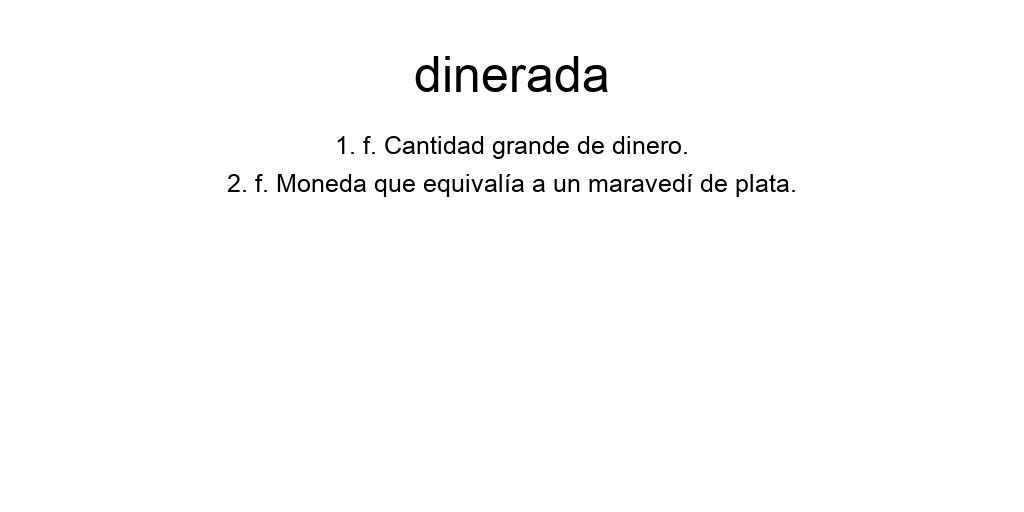 dinerada
1. f. Cantidad grande de dinero.
2. f. Moneda que equivalía a un maravedí de plata.